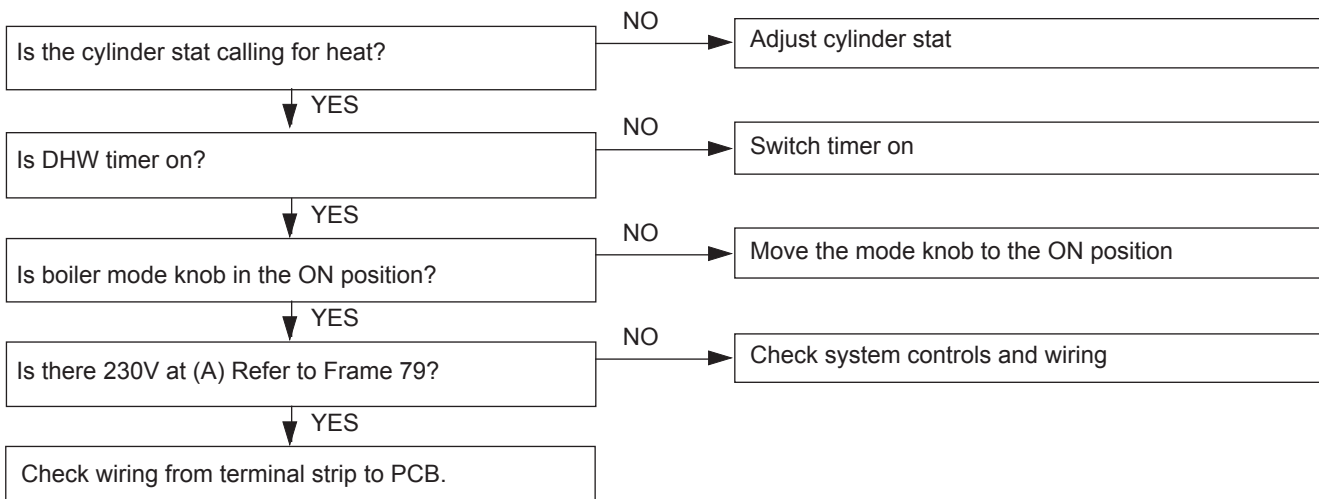 Is the cylinder stat calling for heat?
NO
Adjust cylinder stat
YES
Is DHW timer on?
NO
Switch timer on
YES
Is boiler mode knob in the ON position?
NO
Move the mode knob to the ON position
YES
Is there 230V at (A) Refer to Frame 79?
NO
Check system controls and wiring
YES
Check wiring from terminal strip to PCB.